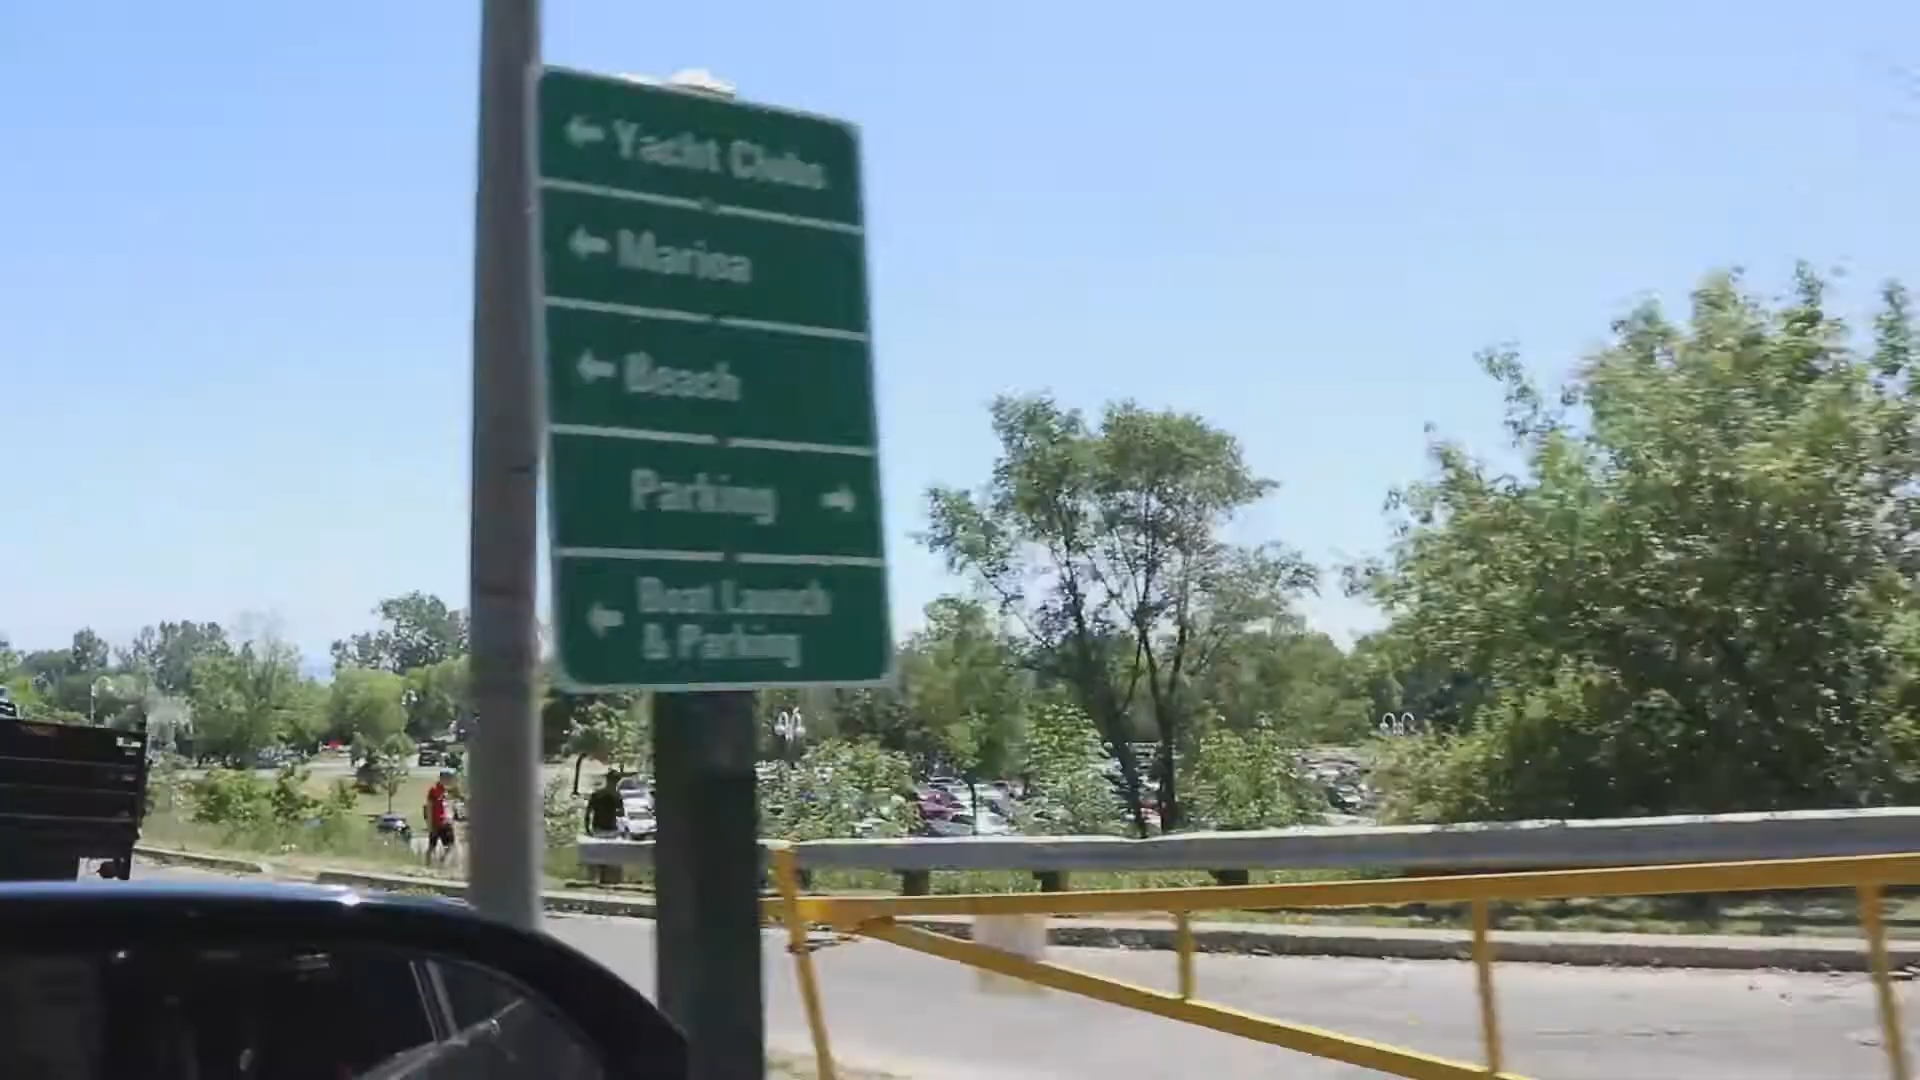 ← Yacht Clubs
← Marina
← Beach
Parking →
← Boat Launch
& Parking